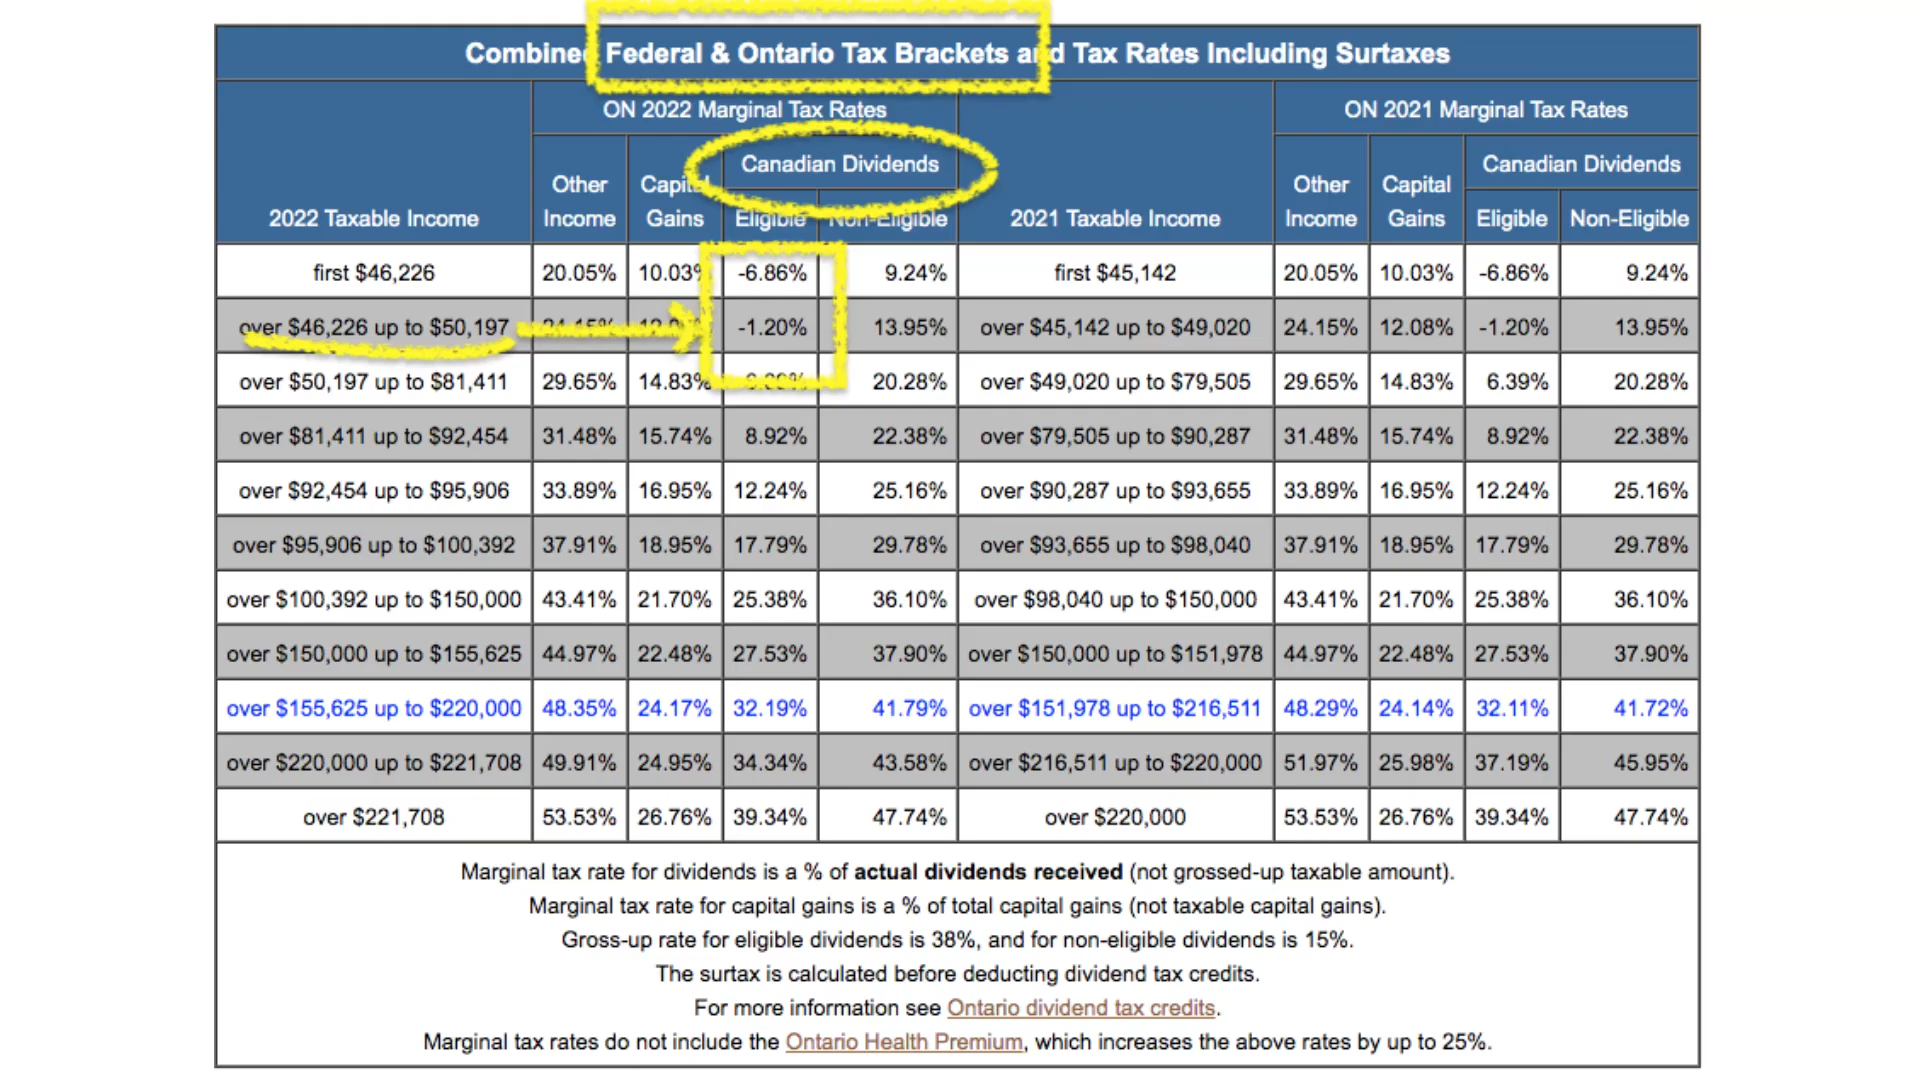 Combined Federal & Ontario Tax Brackets and Tax Rates Including Surtaxes
ON 2022 Marginal Tax Rates ON 2021 Marginal Tax Rates
Canadian Dividends Canadian Dividends
Other Capital Other Capital
2022 Taxable Income Income Gains Eligible Non-Eligible 2021 Taxable Income Income Gains Eligible Non-Eligible
first $46,226 20.05% 10.03% -6.86% 9.24% first $45,142 20.05% 10.03% -6.86% 9.24%
over $46,226 up to $50,197 -1.20% 13.95% over $45,142 up to $49,020 24.15% 12.08% -1.20% 13.95%
over $50,197 up to $81,411 29.65% 14.83% 20.28% over $49,020 up to $79,505 29.65% 14.83% 6.39% 20.28%
over $81,411 up to $92,454 31.48% 15.74% 8.92% 22.38% over $79,505 up to $90,287 31.48% 15.74% 8.92% 22.38%
over $92,454 up to $95,906 33.89% 16.95% 12.24% 25.16% over $90,287 up to $93,655 33.89% 16.95% 12.24% 25.16%
over $95,906 up to $100,392 37.91% 18.95% 17.79% 29.78% over $93,655 up to $98,040 37.91% 18.95% 17.79% 29.78%
over $100,392 up to $150,000 43.41% 21.70% 25.38% 36.10% over $98,040 up to $150,000 43.41% 21.70% 25.38% 36.10%
over $150,000 up to $155,625 44.97% 22.48% 27.53% 37.90% over $150,000 up to $151,978 44.97% 22.48% 27.53% 37.90%
over $155,625 up to $220,000 48.35% 24.17% 32.19% 41.79% over $151,978 up to $216,511 48.29% 24.14% 32.11% 41.72%
over $220,000 up to $221,708 49.91% 24.95% 34.34% 43.58% over $216,511 up to $220,000 51.97% 25.98% 37.19% 45.95%
over $221,708 53.53% 26.76% 39.34% 47.74% over $220,000 53.53% 26.76% 39.34% 47.74%
Marginal tax rate for dividends is a % of actual dividends received (not grossed-up taxable amount).
Marginal tax rate for capital gains is a % of total capital gains (not taxable capital gains).
Gross-up rate for eligible dividends is 38%, and for non-eligible dividends is 15%.
The surtax is calculated before deducting dividend tax credits.
For more information see Ontario dividend tax credits.
Marginal tax rates do not include the Ontario Health Premium, which increases the above rates by up to 25%.